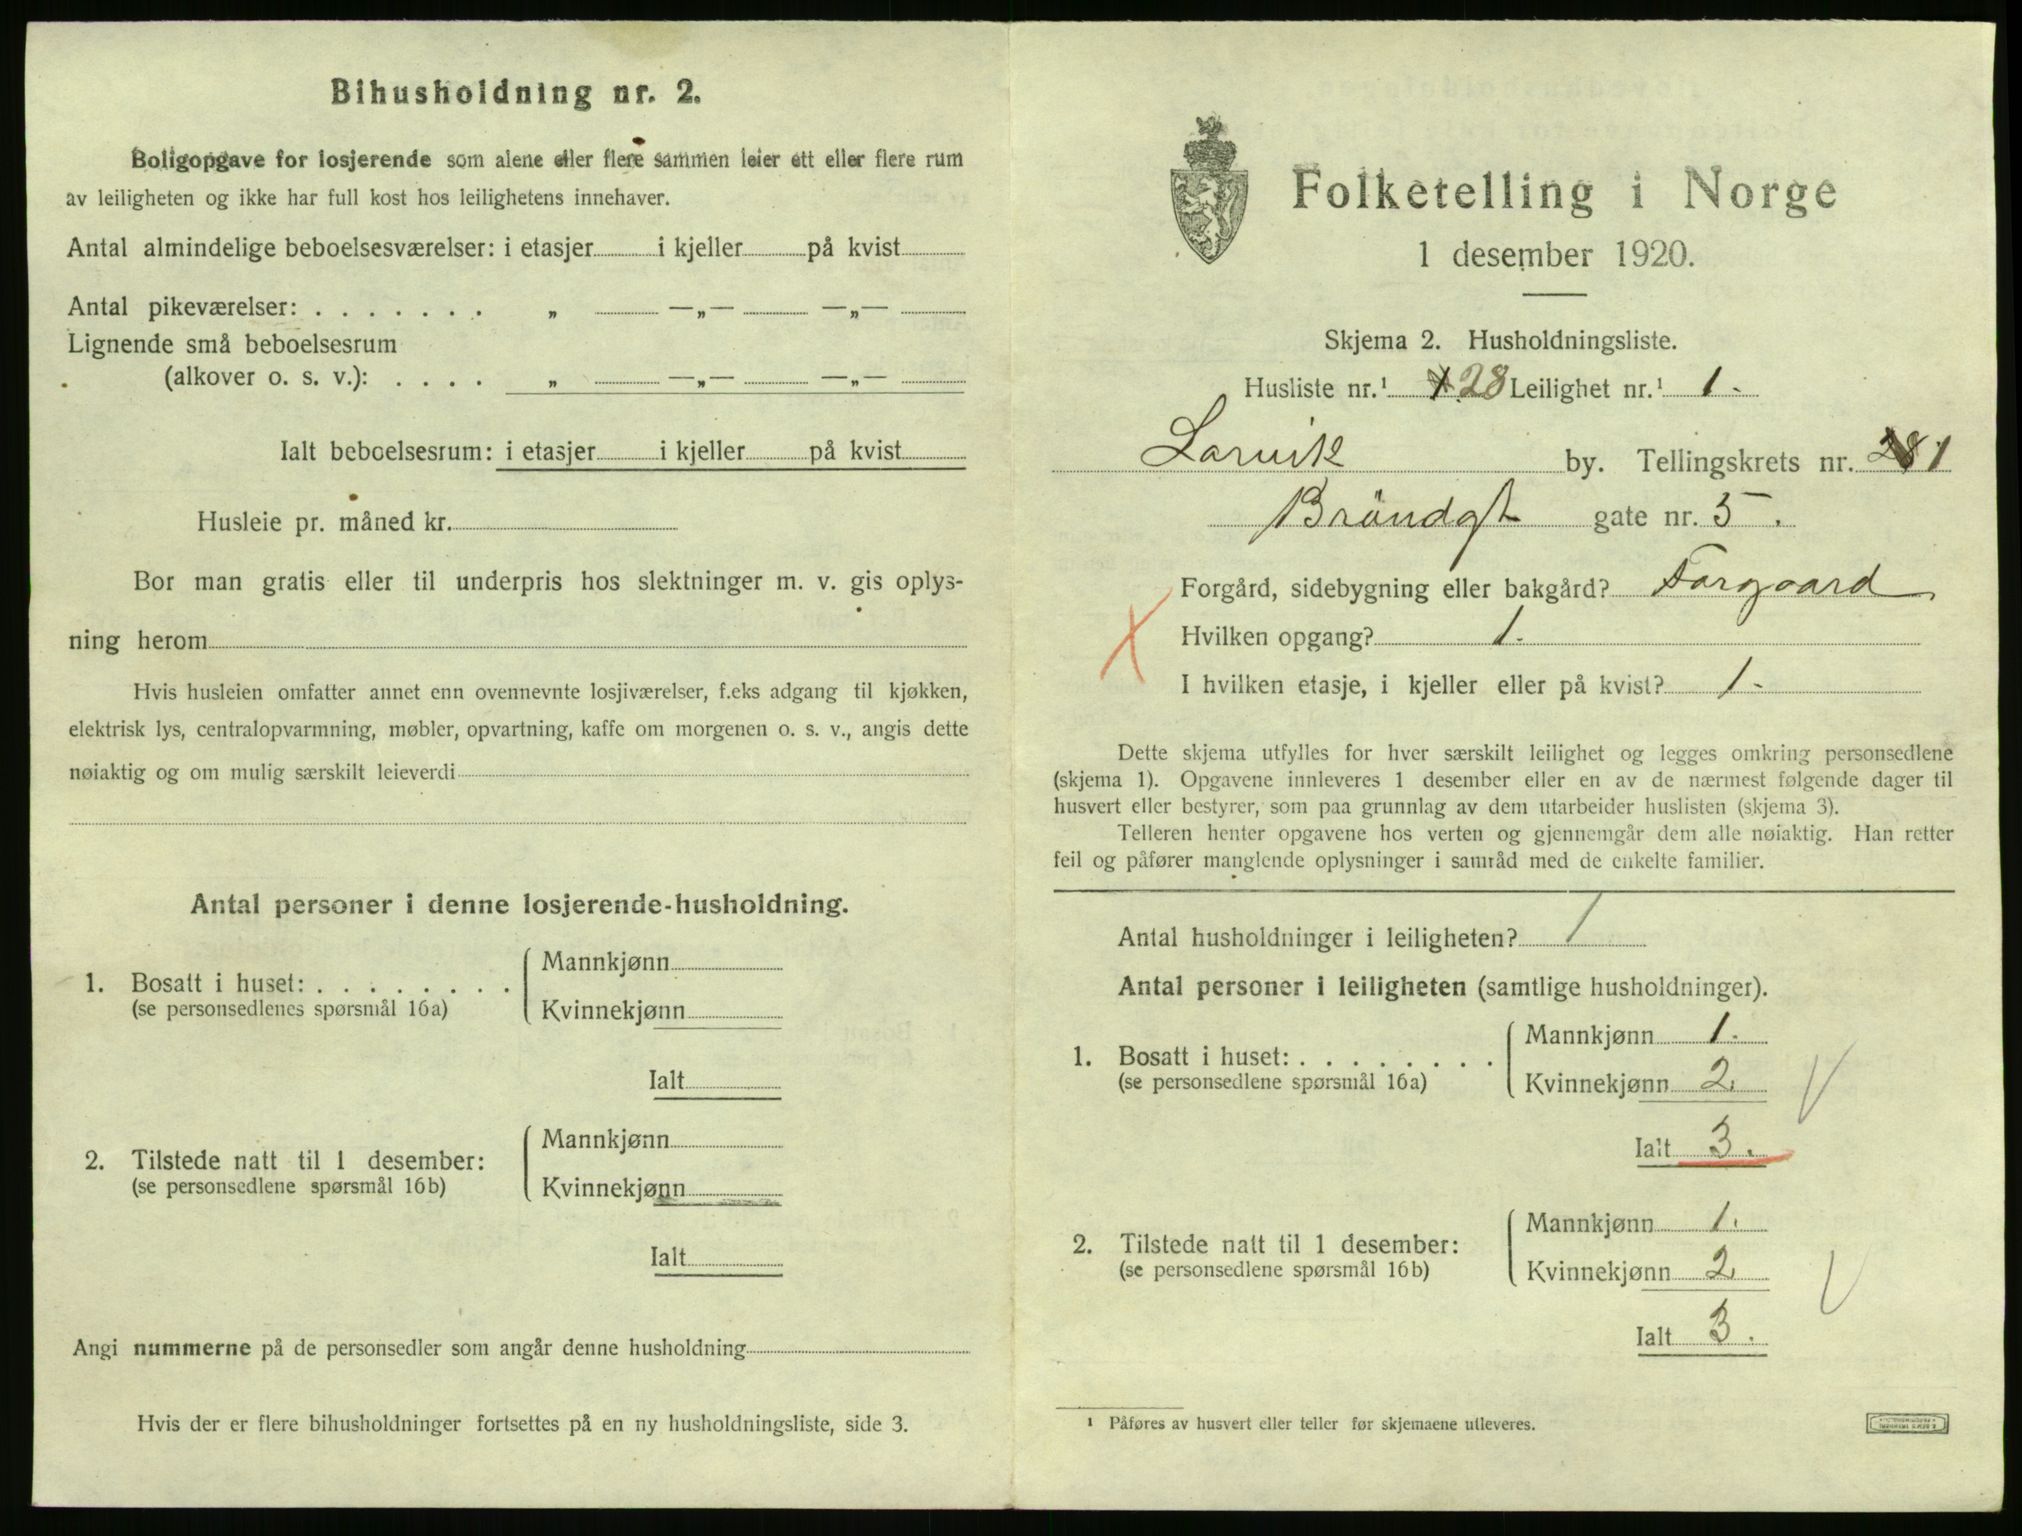 Bihusholdning nr. 2.
Boligopgave for losjerende som alene eller flere sammen leier ett eller flere rum
av leiligheten og ikke har full kost hos leilighetens innehaver.
Antal almindelige beboelsesværelser: i etasjer i kjeller på kvist
Antal pikeværelser: . . . . . . . „ —„— —„—
Lignende små beboelsesrum
(alkover o. s. v.): . . . . „ —„— —„—
Ialt beboelsesrum: i etasjer i kjeller på kvist
Husleie pr. måned kr.
Bor man gratis eller til underpris hos slektninger m. v. gis oplys-
ning herom
Hvis husleien omfatter annet enn ovennevnte losjiværelser, f.eks adgang til kjøkken,
elektrisk lys, centralopvarmning, møbler, opvartning, kaffe om morgenen o. s. v., angis dette
nøiaktig og om mulig særskilt leieverdi
Antal personer i denne losjerende-husholdning.
1. Bosatt i huset: . . . . . . . .
(se personsedlenes spørsmål 16a)
Mannkjønn
Kvinnekjønn
Ialt
2. Tilstede natt til 1 desember:
(se personsedlene spørsmål 16b)
Mannkjønn
Kvinnekjønn
Ialt
Angi nummerne på de personsedler som angår denne husholdning
Hvis der er flere bihusholdninger fortsettes på en ny husholdningsliste, side 3.
Folketelling i Norge
1 desember 1920.
Skjema 2. Husholdningsliste.
Husliste nr.¹ 28 Leilighet nr.¹ 1.
Larvik by. Tellingskrets nr. 1
Bröndgt gate nr. 5.
Forgård, sidebygning eller bakgård? Forgaard
Hvilken opgang? 1.
I hvilken etasje, i kjeller eller på kvist? 1.
Dette skjema utfylles for hver særskilt leilighet og legges omkring personsedlene
(skjema 1). Opgavene innleveres 1 desember eller en av de nærmest følgende dager til
husvert eller bestyrer, som paa grunnlag av dem utarbeider huslisten (skjema 3).
Telleren henter opgavene hos verten og gjennemgår dem alle nøiaktig. Han retter
feil og påfører manglende oplysninger i samråd med de enkelte familier.
Antal husholdninger i leiligheten? 1
Antal personer i leiligheten (samtlige husholdninger).
1. Bosatt i huset: . . . . . . . .
(se personsedlene spørsmål 16a)
Mannkjønn 1.
Kvinnekjønn 2.
Ialt 3.
2. Tilstede natt til 1 desember:
(se personsedlene spørsmål 16b)
Mannkjønn 1.
Kvinnekjønn 2.
Ialt 3.
¹ Påføres av husvert eller teller før skjemaene utleveres.